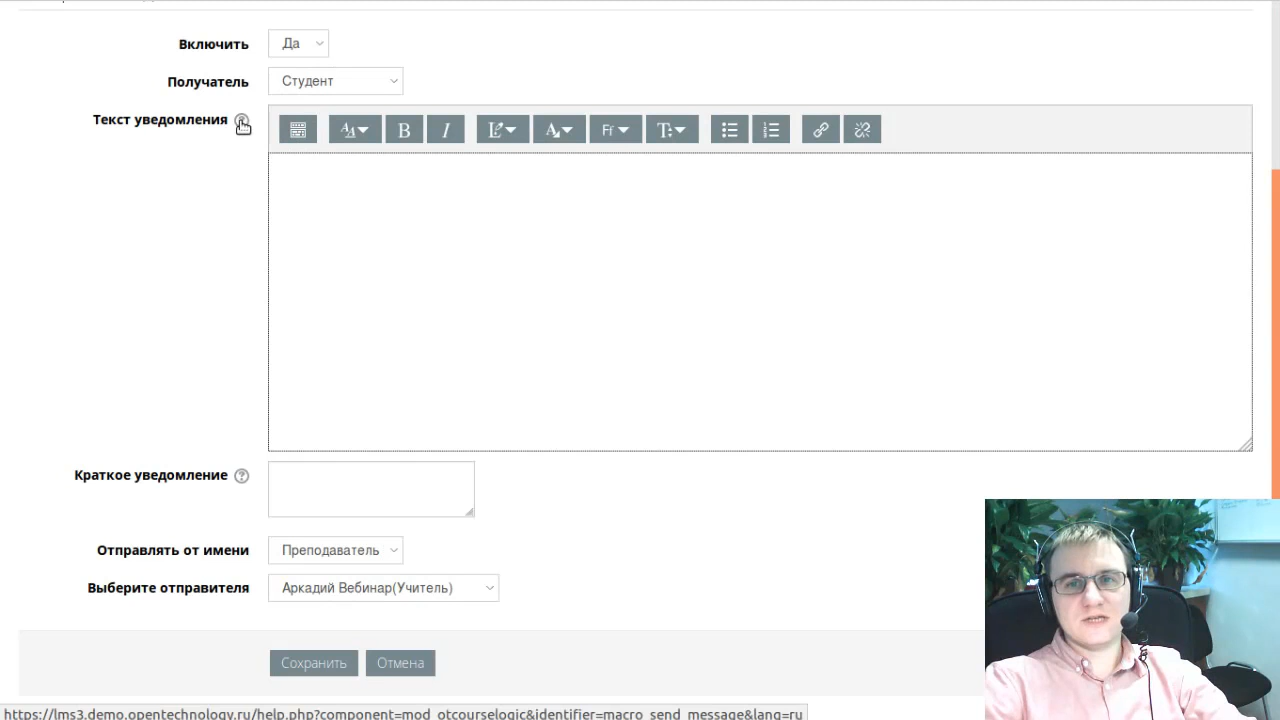 Включить Да
Получатель Студент
Текст уведомления
Краткое уведомление
Отправлять от имени Преподаватель
Выберите отправителя Аркадий Вебинар(Учитель)
Сохранить Отмена
https://lms3.demo.opentechnology.ru/help.php?component=mod_otcourselogic&identifier=macro_send_message&lang=ru